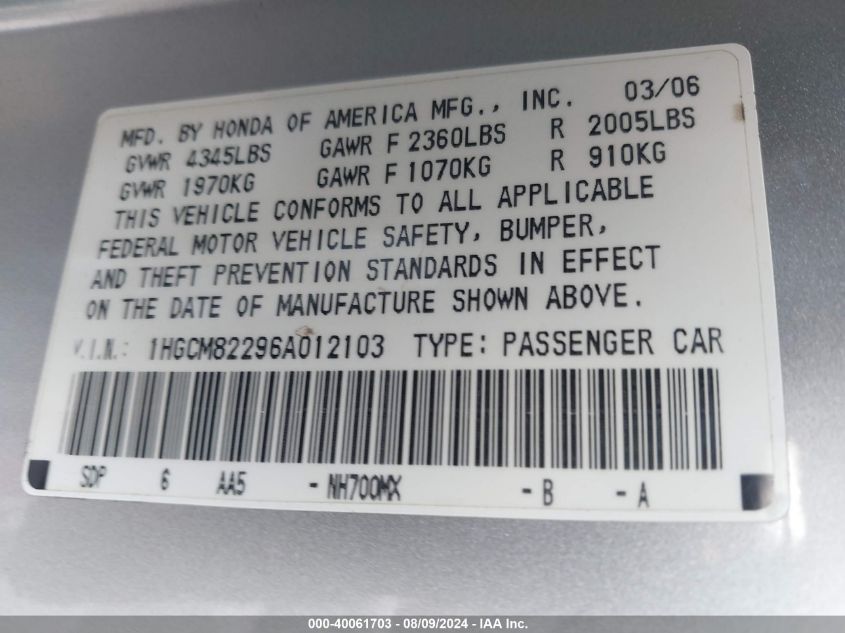 MFD. BY HONDA OF AMERICA MFG., INC. 03/06
GVWR 4345LBS GAWR F 2360LBS R 2005LBS
GVWR 1970KG GAWR F 1070KG R 910KG
THIS VEHICLE CONFORMS TO ALL APPLICABLE
FEDERAL MOTOR VEHICLE SAFETY, BUMPER,
AND THEFT PREVENTION STANDARDS IN EFFECT
ON THE DATE OF MANUFACTURE SHOWN ABOVE.
V.I.N.: 1HGCM82296A012103 TYPE: PASSENGER CAR
SDP 6 AA5 - NH700MX - B - A
000-40061703 - 08/09/2024 - IAA Inc.